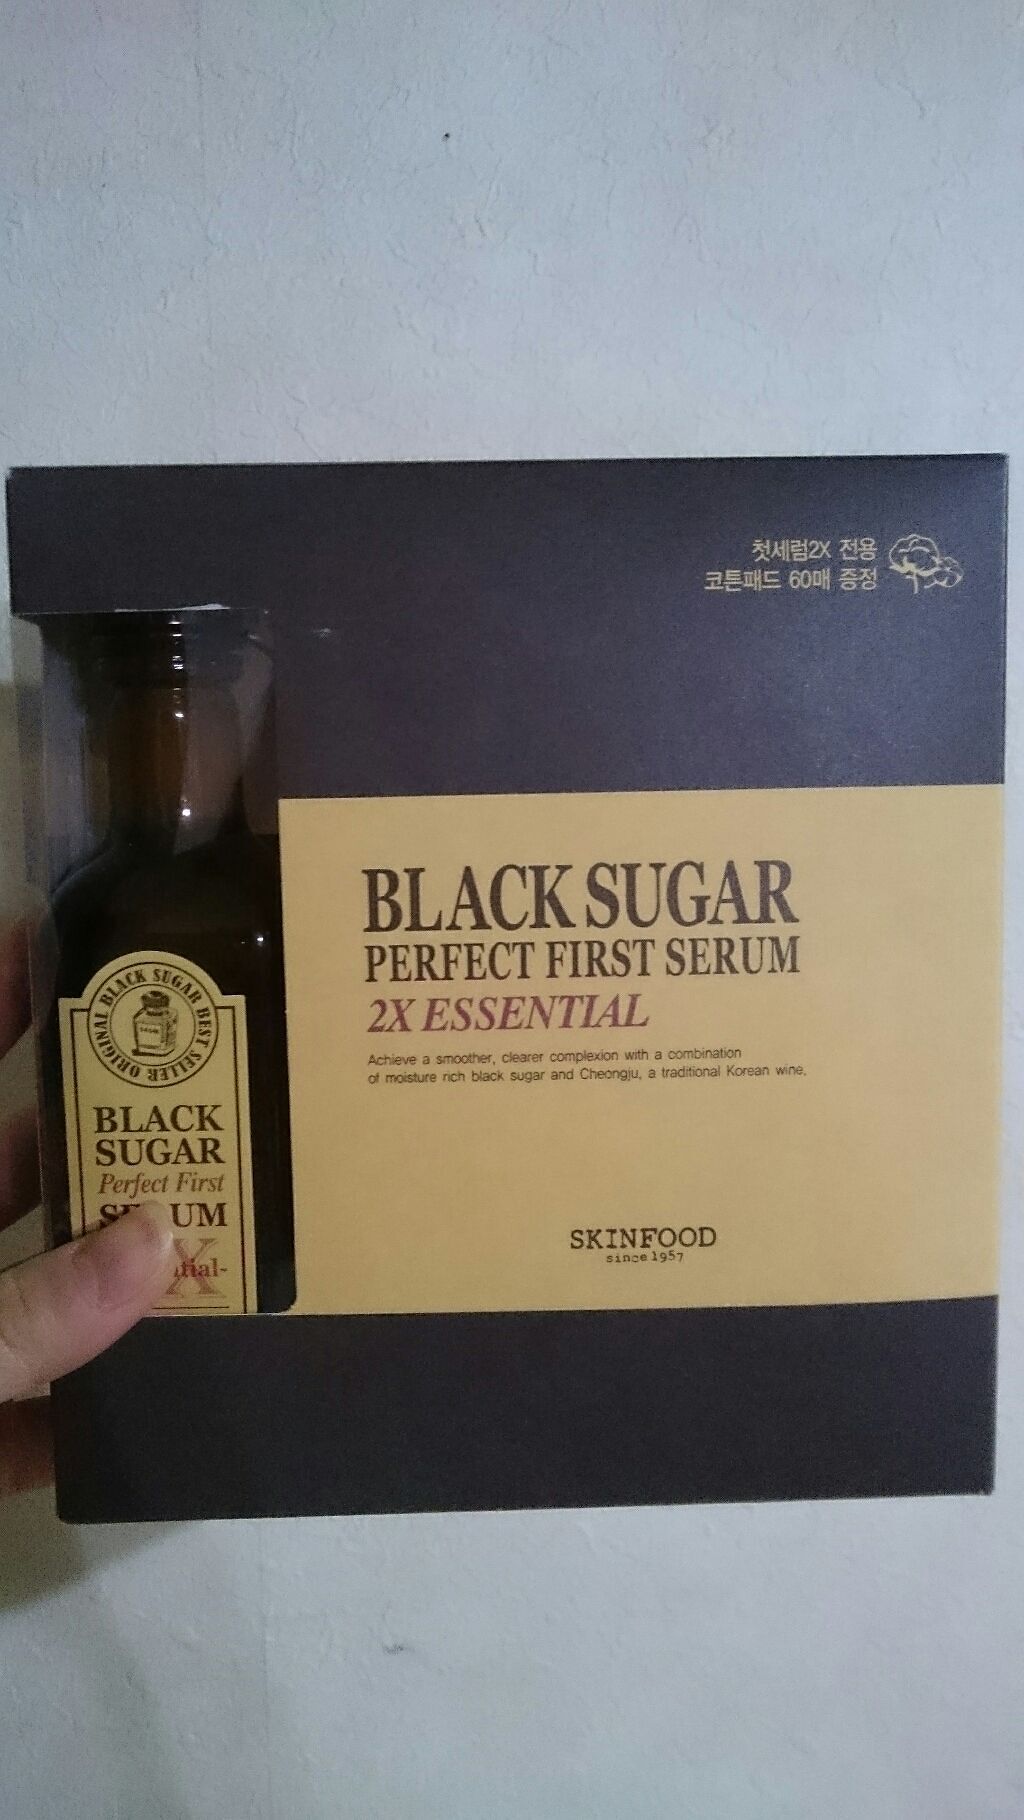 첫세럼2X 전용
코튼패드 60매 증정
BLACK SUGAR
PERFECT FIRST SERUM
2X ESSENTIAL
Achieve a smoother, clearer complexion with a combination
of moisture rich black sugar and Cheongju, a traditional Korean wine.
SKINFOOD
since 1957
ORIGINAL BLACK SUGAR BEST SELLER
BLACK
SUGAR
Perfect First